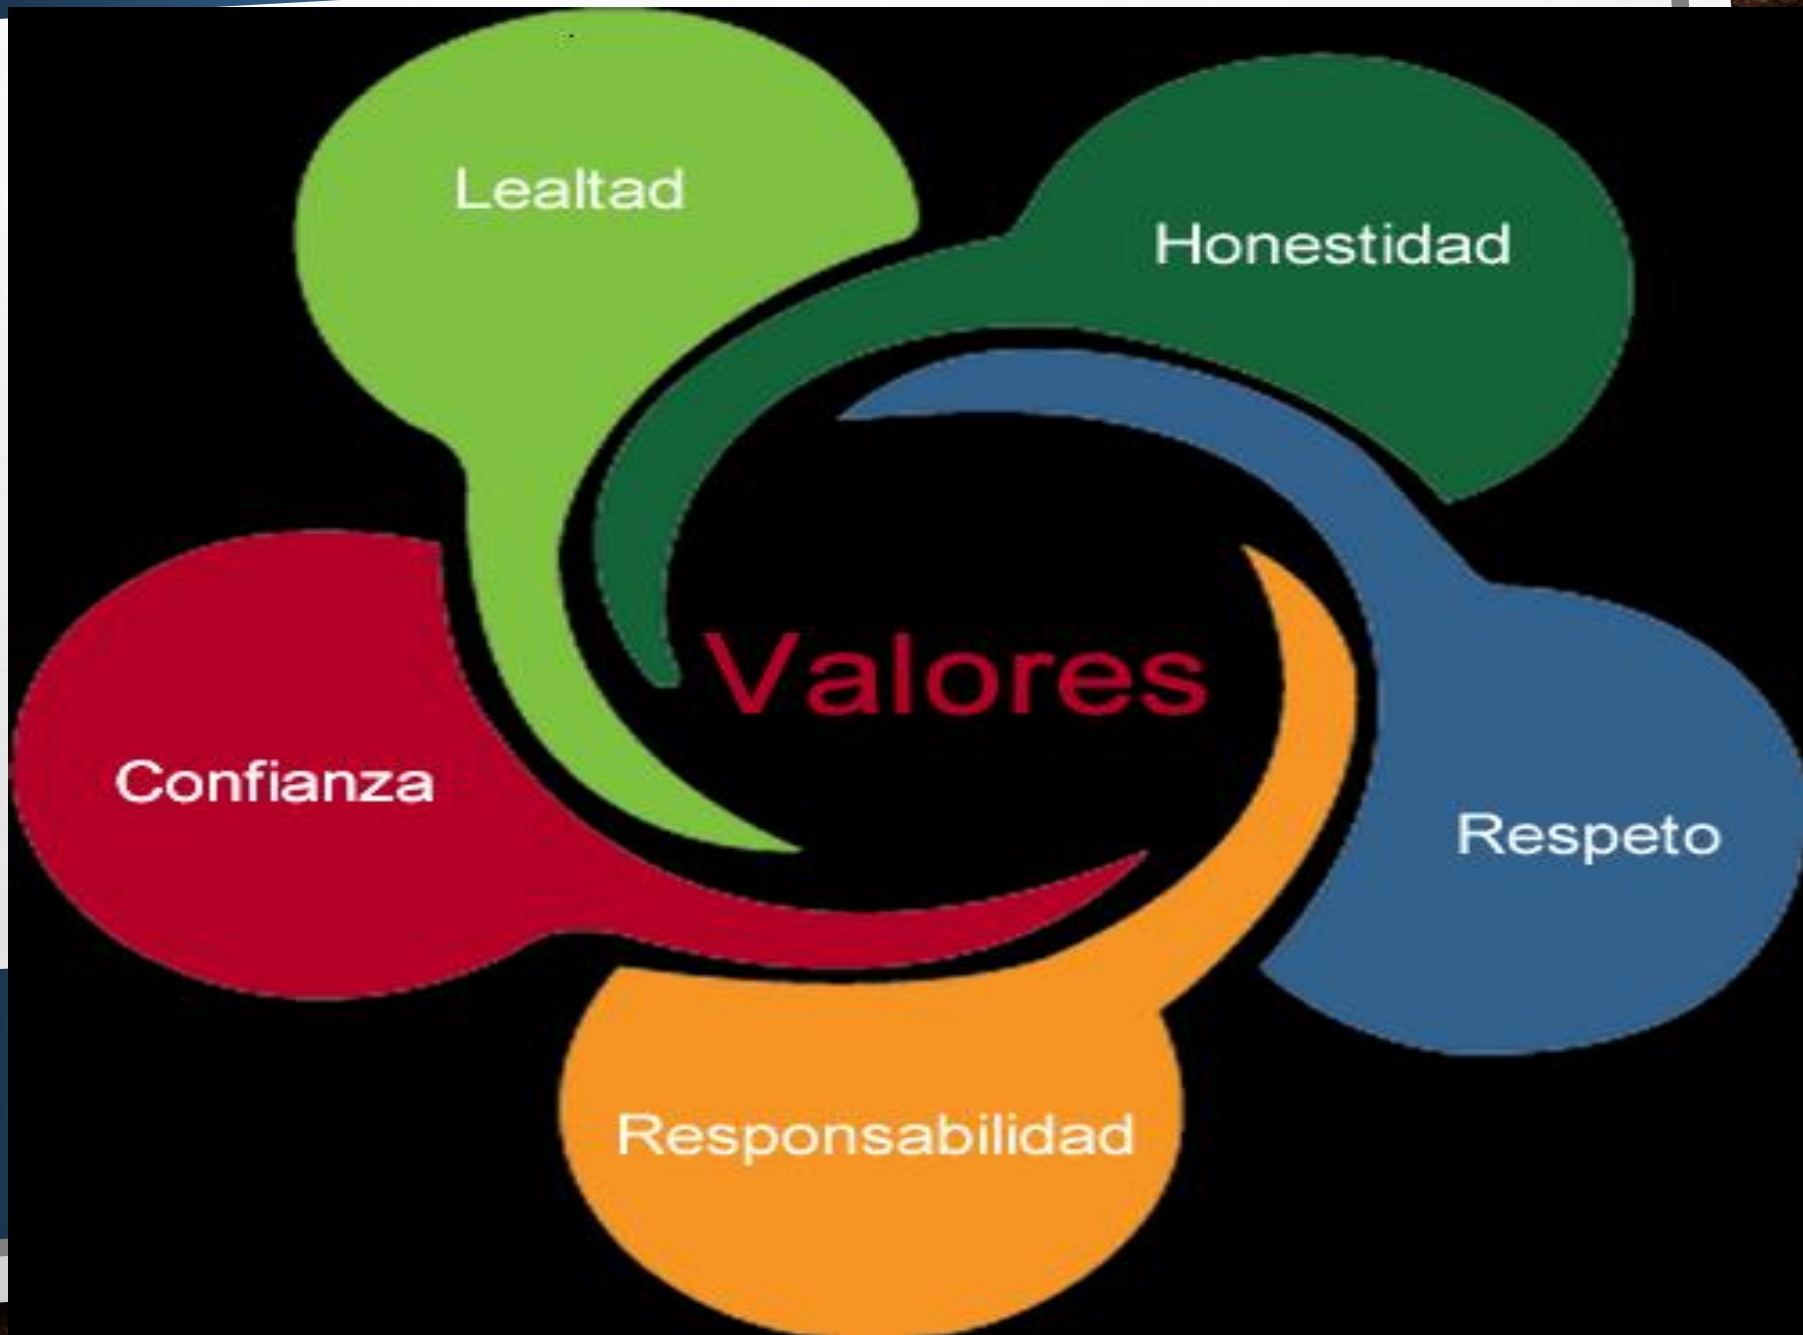 Lealtad
Honestidad
Valores
Confianza
Respeto
Responsabilidad